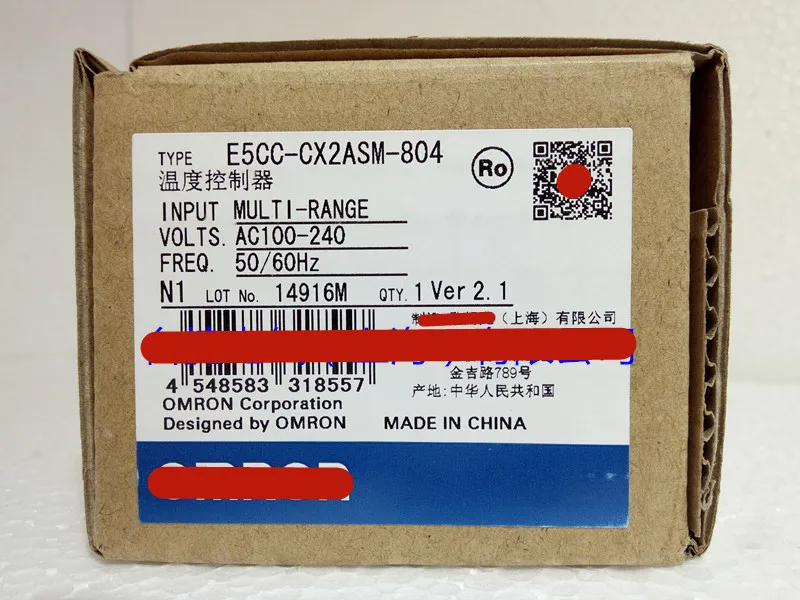 TYPE E5CC-CX2ASM-804
Ro
温度控制器
INPUT MULTI-RANGE
VOLTS. AC100-240
FREQ. 50/60Hz
N1 LOT No. 14916M QTY. 1 Ver 2.1
（上海）有限公司
金吉路789号
4 548583 318557
产地:中华人民共和国
OMRON Corporation
Designed by OMRON MADE IN CHINA